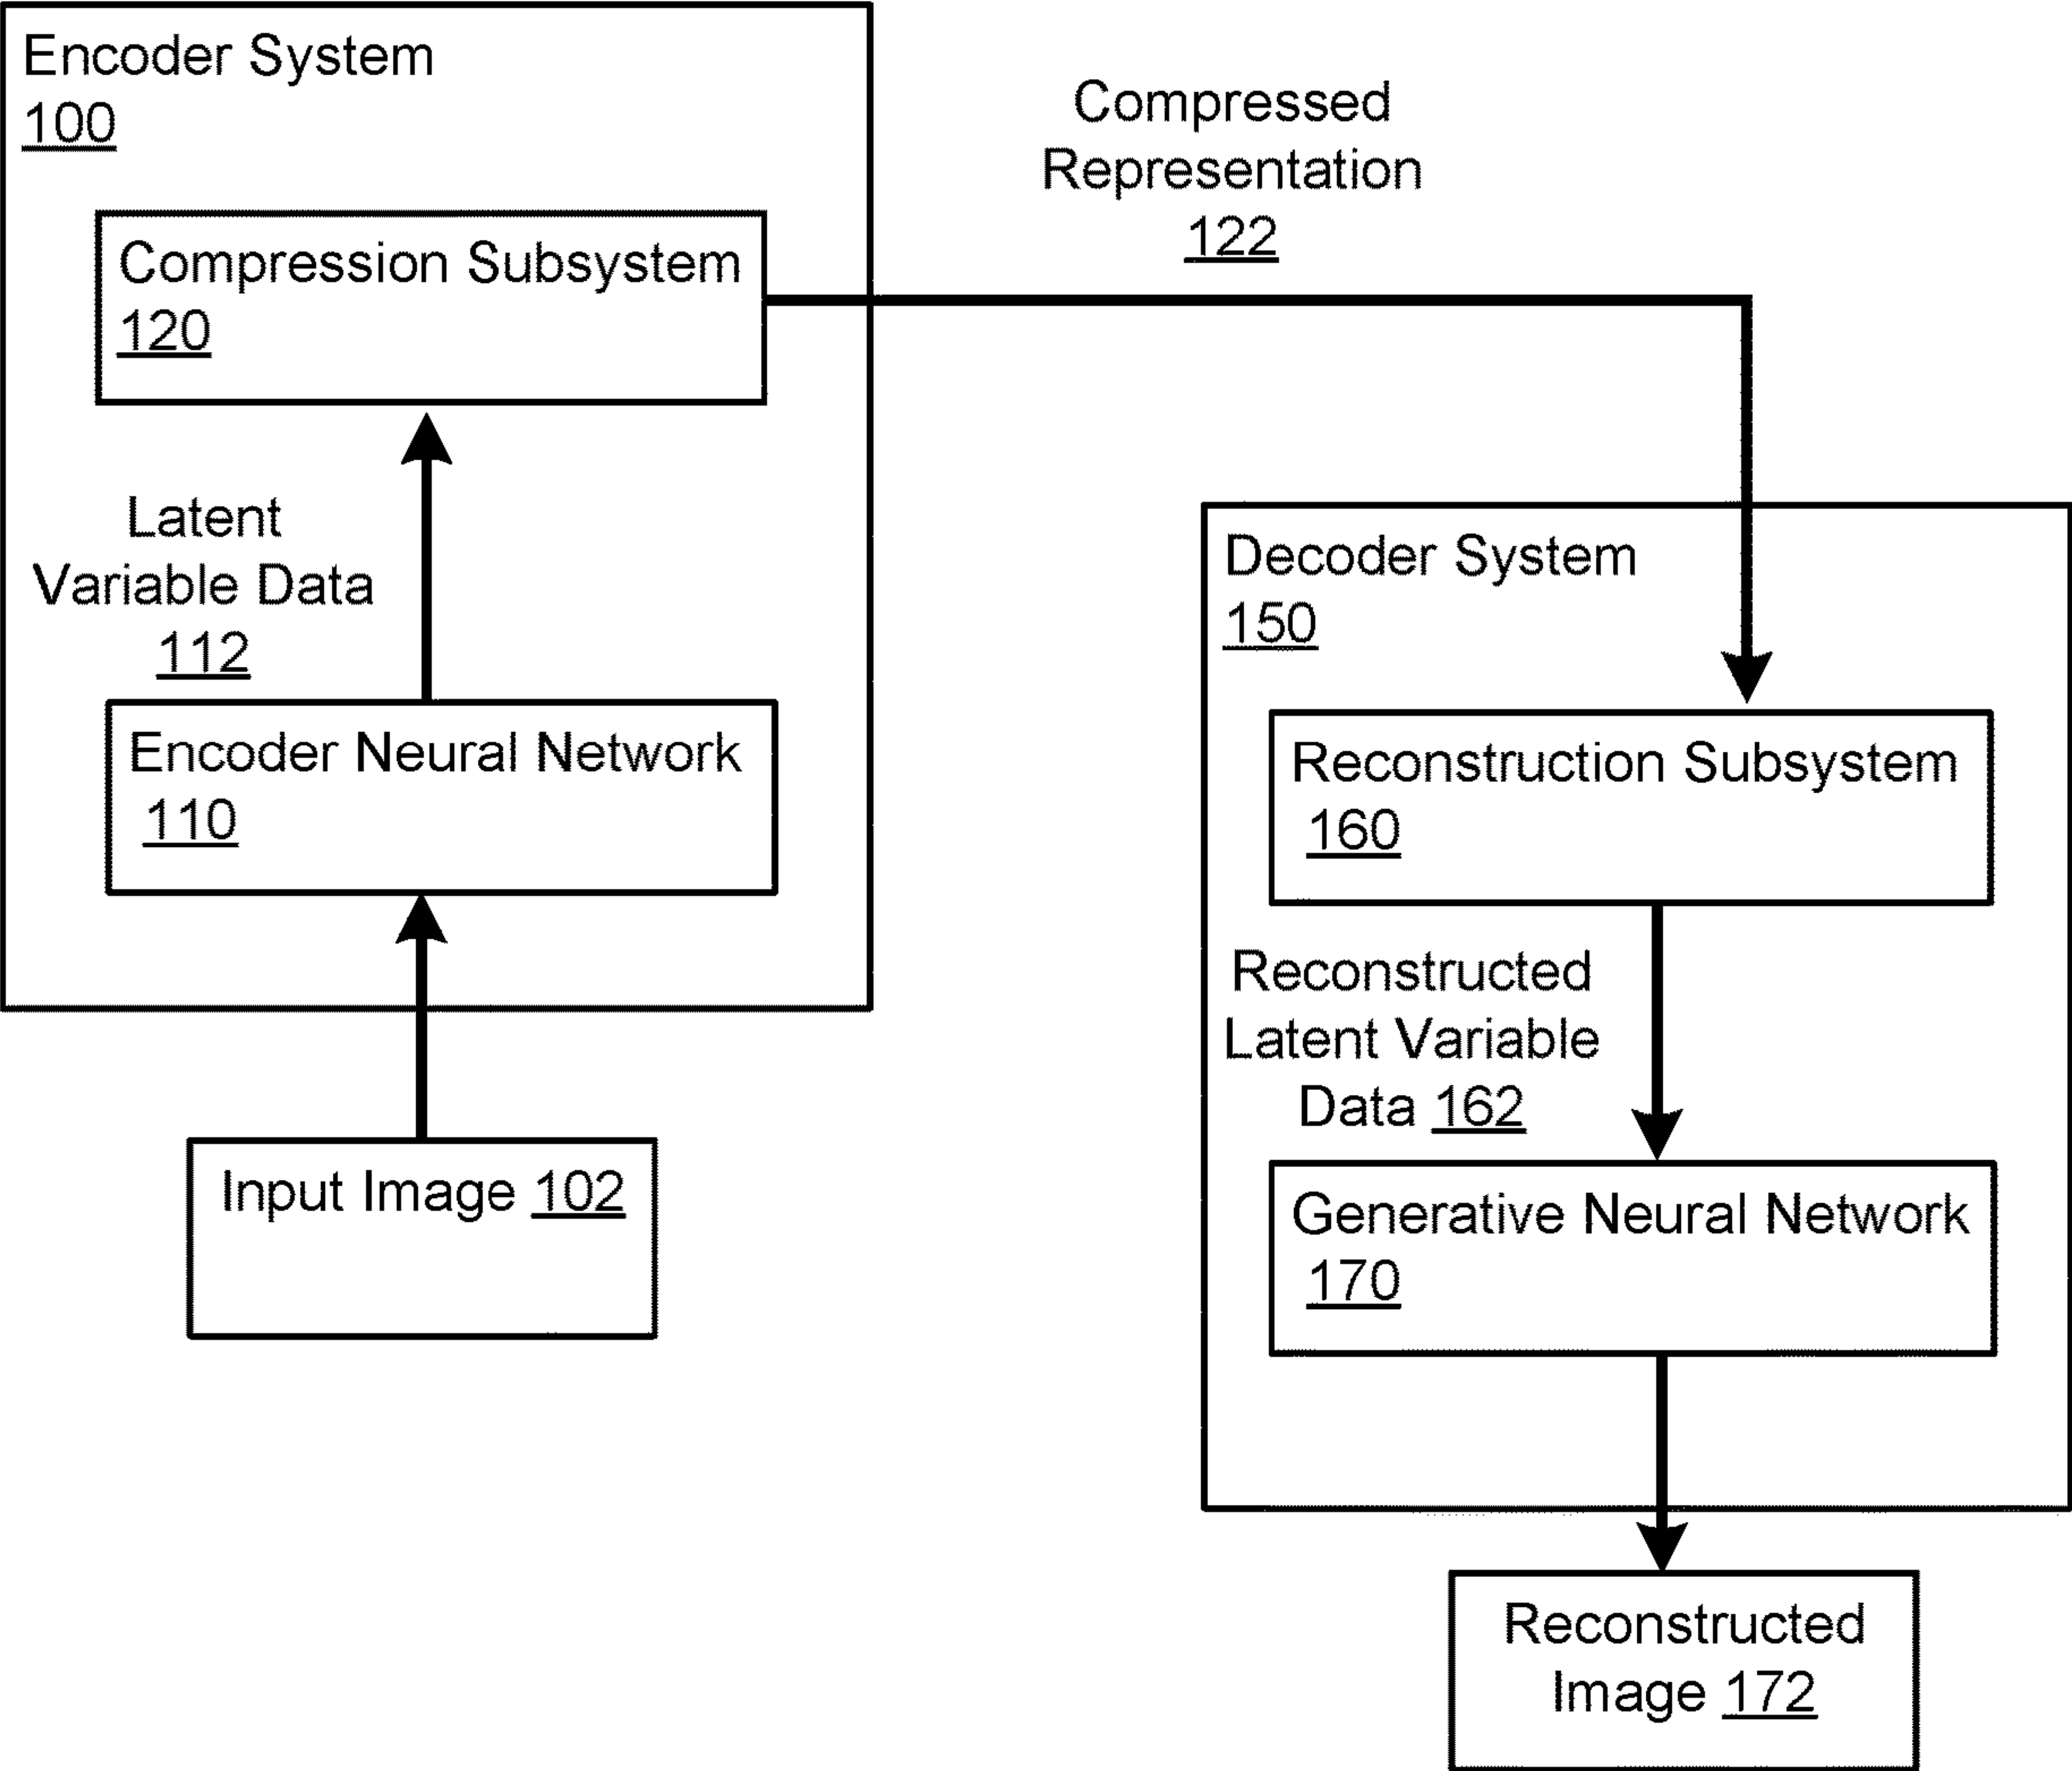 Encoder System
100
Compression Subsystem
120
Latent
Variable Data
112
Encoder Neural Network
110
Input Image 102
Compressed
Representation
122
Decoder System
150
Reconstruction Subsystem
160
Reconstructed
Latent Variable
Data 162
Generative Neural Network
170
Reconstructed
Image 172